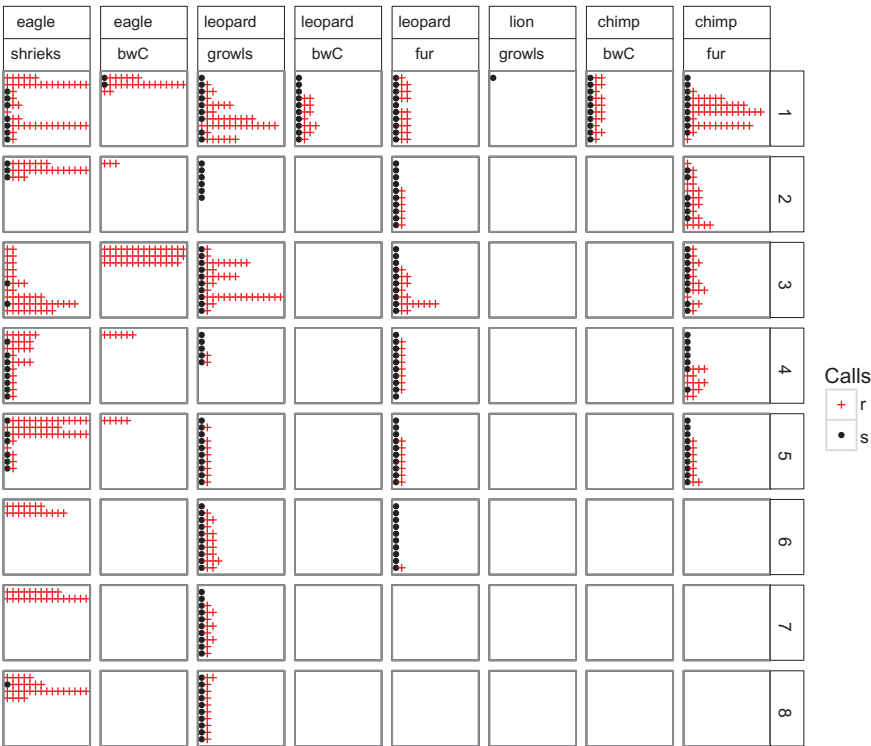 eagle eagle leopard leopard leopard lion chimp chimp
shrieks bwC growls bwC fur growls bwC fur
1
2
3
4
5
6
7
8
Calls
r
s